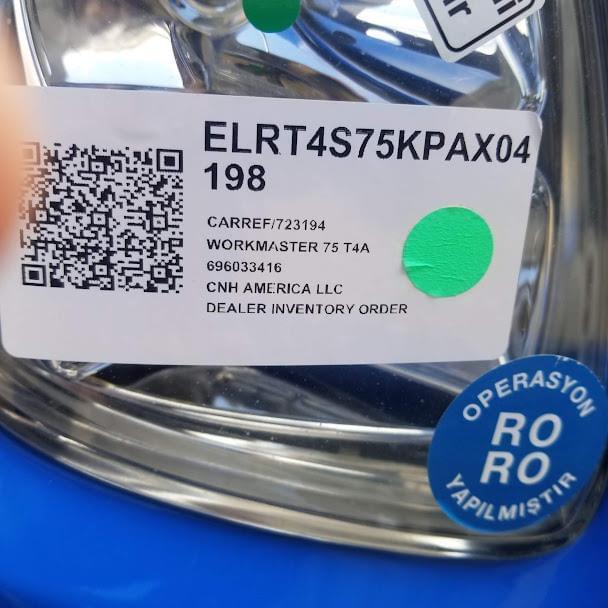 ELRT4S75KPAX04
198
CARREF/723194
WORKMASTER 75 T4A
696033416
CNH AMERICA LLC
DEALER INVENTORY ORDER
OPERASYON
RO
RO
YAPILMIŞTIR